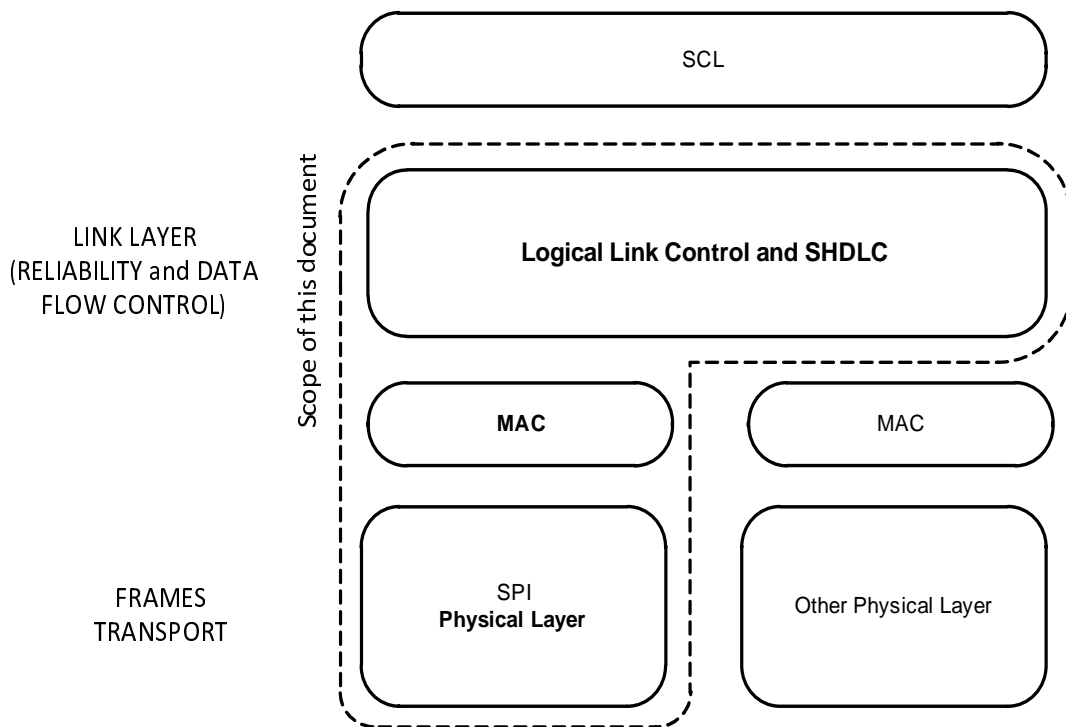 SCL
Scope of this document
LINK LAYER
(RELIABILITY and DATA
FLOW CONTROL)
Logical Link Control and SHDLC
MAC
MAC
FRAMES
TRANSPORT
SPI
Physical Layer
Other Physical Layer